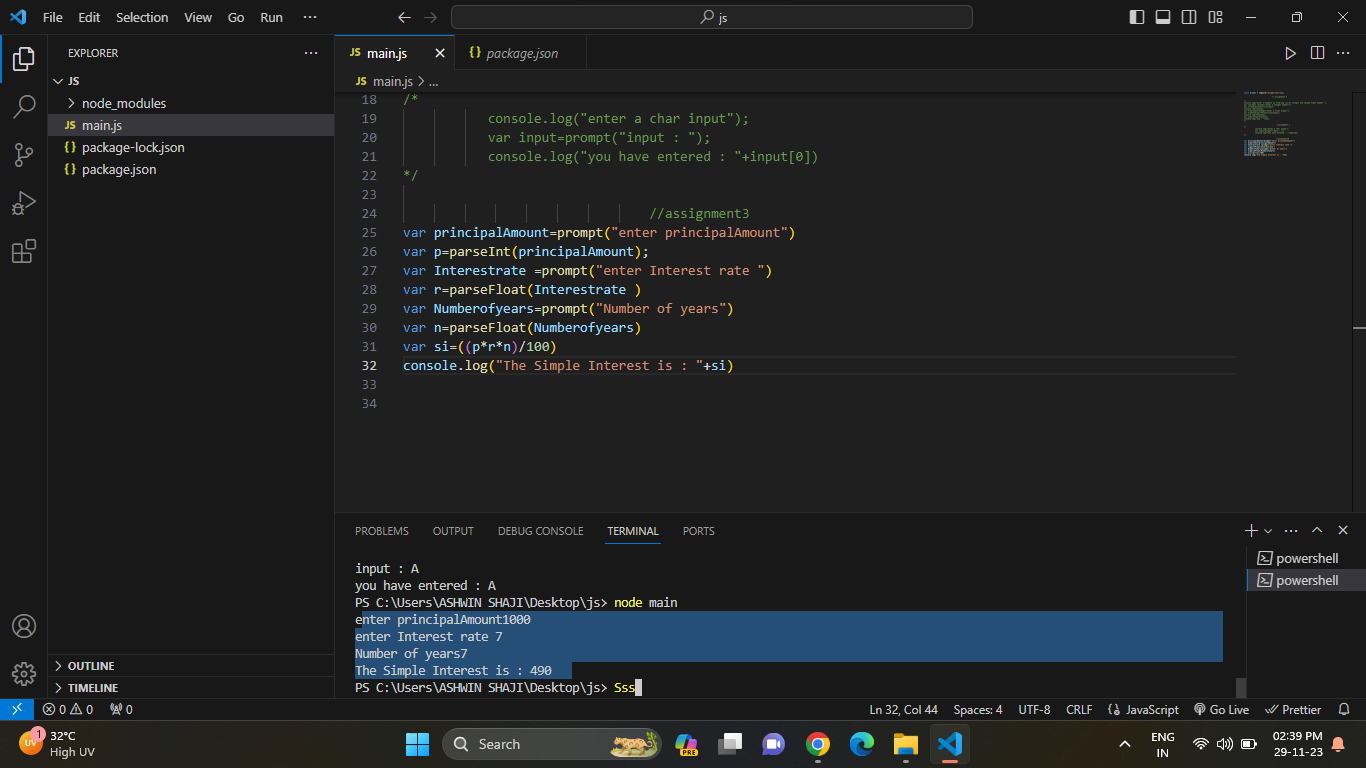 File Edit Selection View Go Run ... js
EXPLORER ...
JS
node_modules
JS main.js
{} package-lock.json
{} package.json
OUTLINE
TIMELINE
JS main.js {} package.json
JS main.js > ...
18 /*
19 console.log("enter a char input");
20 var input=prompt("input : ");
21 console.log("you have entered : "+input[0])
22 */
23
24 //assignment3
25 var principalAmount=prompt("enter principalAmount")
26 var p=parseInt(principalAmount);
27 var Interestrate =prompt("enter Interest rate ")
28 var r=parseFloat(Interestrate )
29 var Numberofyears=prompt("Number of years")
30 var n=parseFloat(Numberofyears)
31 var si=((p*r*n)/100)
32 console.log("The Simple Interest is : "+si)
33
34
PROBLEMS OUTPUT DEBUG CONSOLE TERMINAL PORTS
input : A
you have entered : A
PS C:\Users\ASHWIN SHAJI\Desktop\js> node main
enter principalAmount1000
enter Interest rate 7
Number of years7
The Simple Interest is : 490
PS C:\Users\ASHWIN SHAJI\Desktop\js> Sss
powershell
powershell
0 0 0 Ln 32, Col 44 Spaces: 4 UTF-8 CRLF {} JavaScript Go Live Prettier
UV 1 32°C
High UV
Search
PRE
ENG
IN
02:39 PM
29-11-23